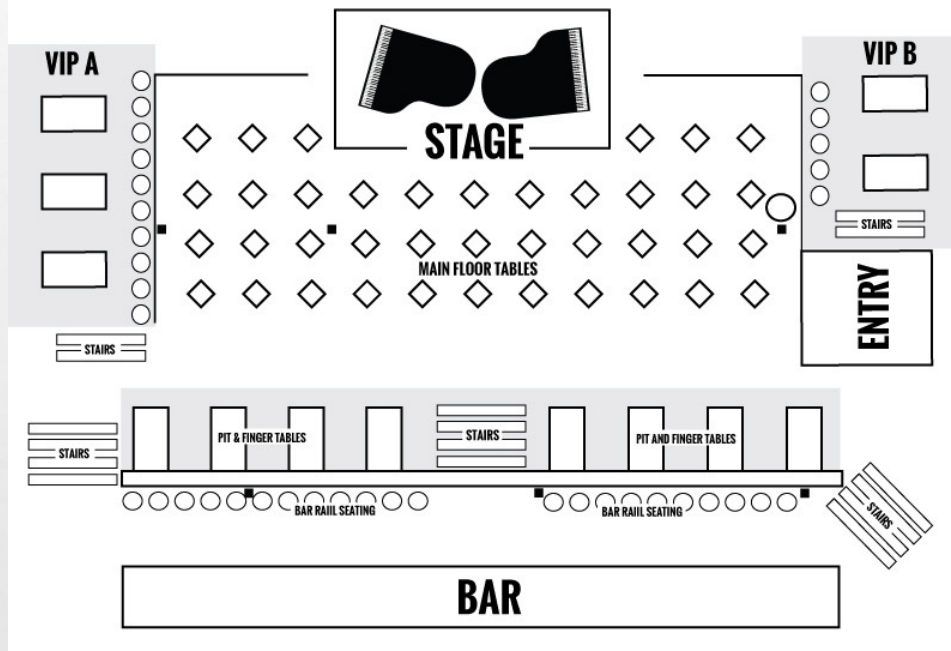 VIP A
VIP B
STAGE
STAIRS
MAIN FLOOR TABLES
ENTRY
STAIRS
STAIRS
PIT & FINGER TABLES
STAIRS
PIT AND FINGER TABLES
BAR RAIL SEATING
BAR RAIL SEATING
STAIRS
BAR